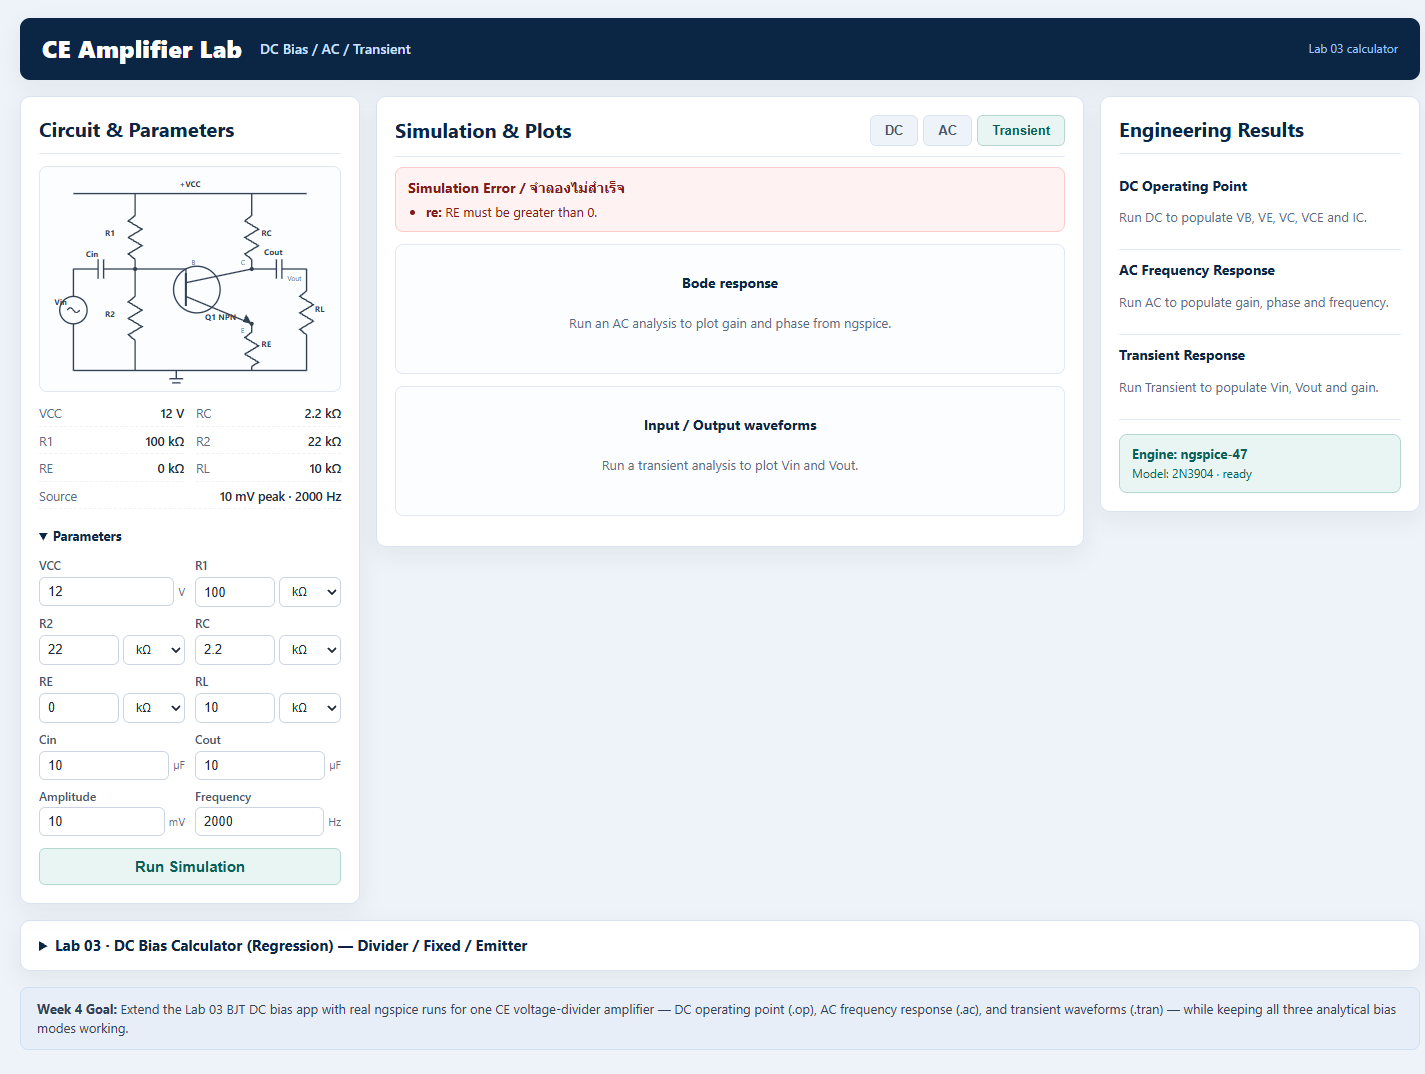 CE Amplifier Lab
DC Bias / AC / Transient
Lab 03 calculator
Circuit & Parameters
+VCC
R1
RC
Cin
Cout
B
C
Vout
Vin
R2
Q1 NPN
RL
E
RE
VCC 12 V RC 2.2 kΩ
R1 100 kΩ R2 22 kΩ
RE 0 kΩ RL 10 kΩ
Source 10 mV peak · 2000 Hz
▼ Parameters
VCC R1
12 V 100 kΩ
R2 RC
22 kΩ 2.2 kΩ
RE RL
0 kΩ 10 kΩ
Cin Cout
10 µF 10 µF
Amplitude Frequency
10 mV 2000 Hz
Run Simulation
Simulation & Plots
DC AC Transient
Simulation Error / จำลองไม่สำเร็จ
• re: RE must be greater than 0.
Bode response
Run an AC analysis to plot gain and phase from ngspice.
Input / Output waveforms
Run a transient analysis to plot Vin and Vout.
Engineering Results
DC Operating Point
Run DC to populate VB, VE, VC, VCE and IC.
AC Frequency Response
Run AC to populate gain, phase and frequency.
Transient Response
Run Transient to populate Vin, Vout and gain.
Engine: ngspice-47
Model: 2N3904 · ready
▶ Lab 03 · DC Bias Calculator (Regression) — Divider / Fixed / Emitter
Week 4 Goal: Extend the Lab 03 BJT DC bias app with real ngspice runs for one CE voltage-divider amplifier — DC operating point (.op), AC frequency response (.ac), and transient waveforms (.tran) — while keeping all three analytical bias
modes working.